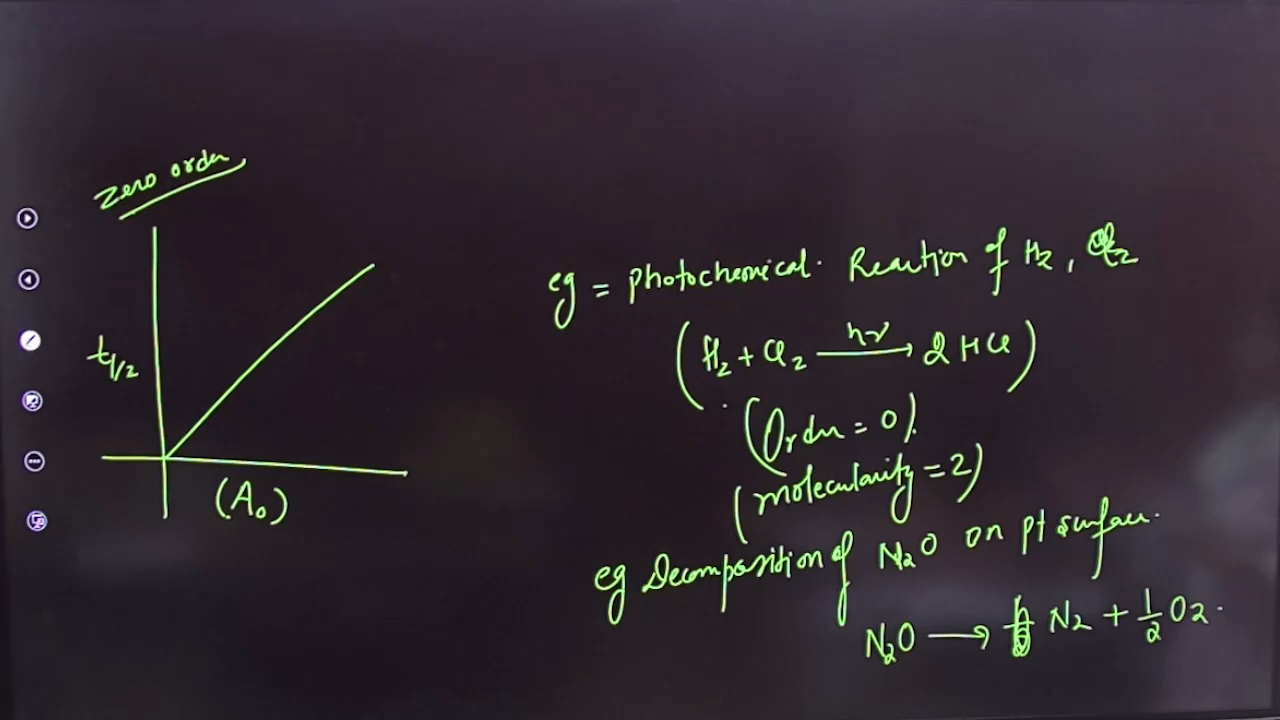 zero order
t1/2
(A₀)
eg = photochemical. Reaction of H₂, Cl₂
(H₂ + Cl₂ —hν→ 2HCl)
(Order = 0).
(molecularity = 2)
eg Decomposition of N₂O on pt surface.
N₂O → N₂ + 1/2 O₂.